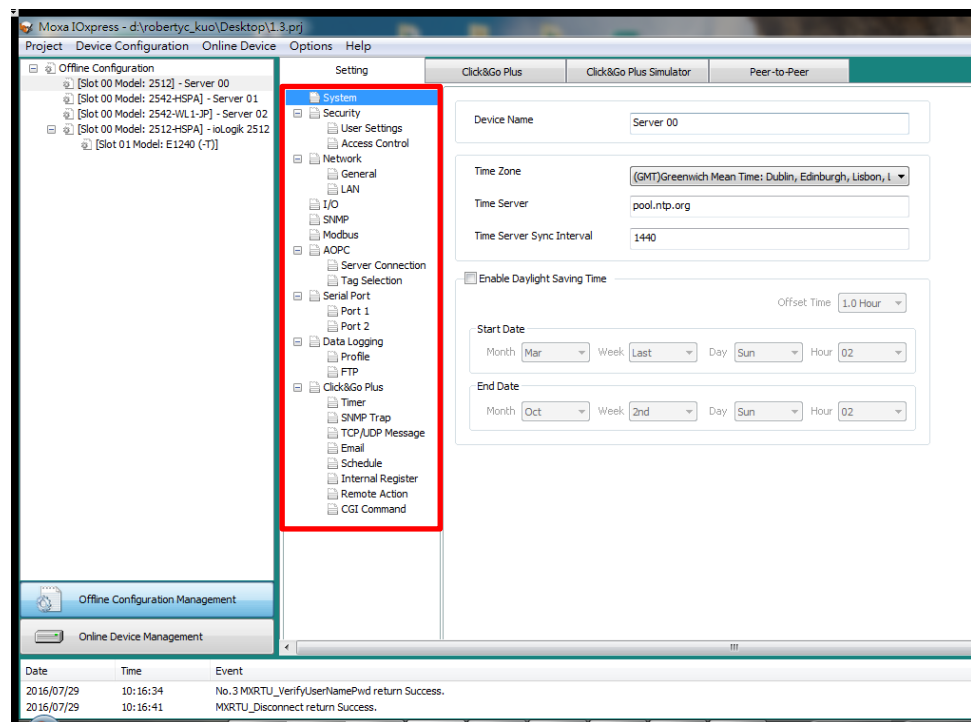 Moxa IOxpress - d:\robertyc_kuo\Desktop\1.3.prj
Project Device Configuration Online Device Options Help
Offline Configuration
[Slot 00 Model: 2512] - Server 00
[Slot 00 Model: 2542-HSPA] - Server 01
[Slot 00 Model: 2542-WL1-JP] - Server 02
[Slot 00 Model: 2512-HSPA] - ioLogik 2512
[Slot 01 Model: E1240 (-T)]
Offline Configuration Management
Online Device Management
Setting Click&Go Plus Click&Go Plus Simulator Peer-to-Peer
System
Security
User Settings
Access Control
Network
General
LAN
I/O
SNMP
Modbus
AOPC
Server Connection
Tag Selection
Serial Port
Port 1
Port 2
Data Logging
Profile
FTP
Click&Go Plus
Timer
SNMP Trap
TCP/UDP Message
Email
Schedule
Internal Register
Remote Action
CGI Command
Device Name Server 00
Time Zone (GMT)Greenwich Mean Time: Dublin, Edinburgh, Lisbon, L
Time Server pool.ntp.org
Time Server Sync Interval 1440
Enable Daylight Saving Time
Offset Time 1.0 Hour
Start Date
Month Mar Week Last Day Sun Hour 02
End Date
Month Oct Week 2nd Day Sun Hour 02
Date Time Event
2016/07/29 10:16:34 No.3 MXRTU_VerifyUserNamePwd return Success.
2016/07/29 10:16:41 MXRTU_Disconnect return Success.